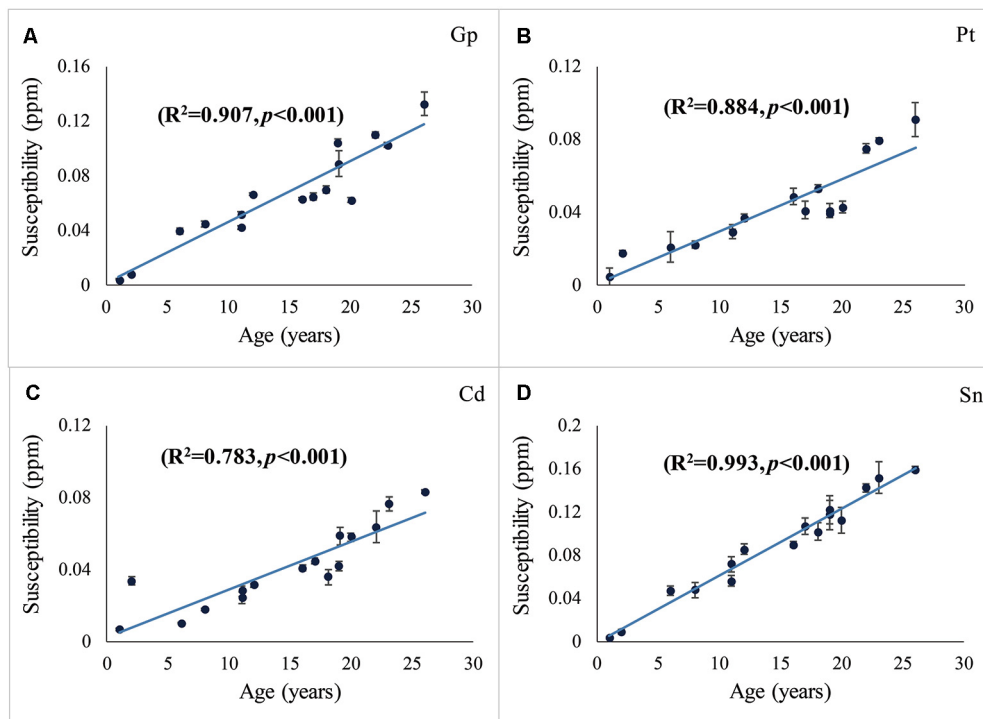 A
Gp
0.16
0.12
0.08
0.04
0
Susceptibility (ppm)
(R²=0.907, p<0.001)
0 5 10 15 20 25 30
Age (years)
B
Pt
0.12
0.08
0.04
0
Susceptibility (ppm)
(R²=0.884, p<0.001)
0 5 10 15 20 25 30
Age (years)
C
Cd
0.12
0.08
0.04
0
Susceptibility (ppm)
(R²=0.783, p<0.001)
0 5 10 15 20 25 30
Age (years)
D
Sn
0.2
0.16
0.12
0.08
0.04
0
Susceptibility (ppm)
(R²=0.993, p<0.001)
0 5 10 15 20 25 30
Age (years)